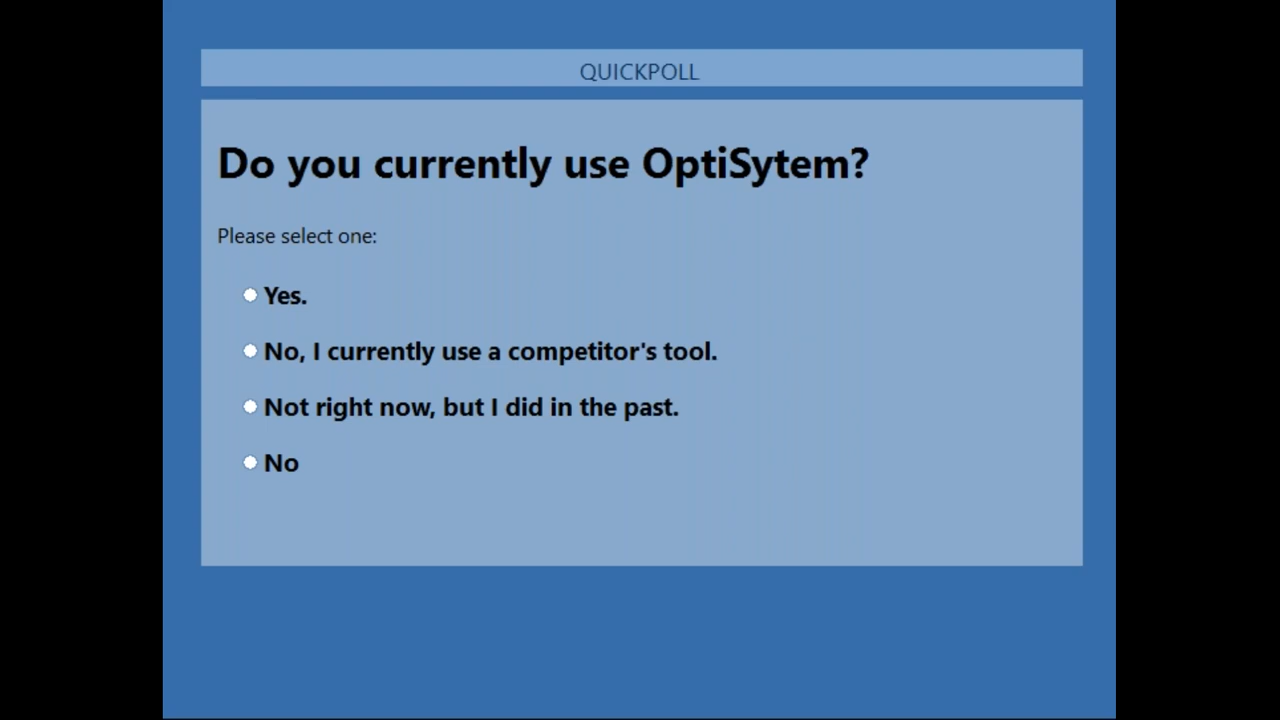 QUICKPOLL
Do you currently use OptiSytem?
Please select one:
Yes.
No, I currently use a competitor's tool.
Not right now, but I did in the past.
No